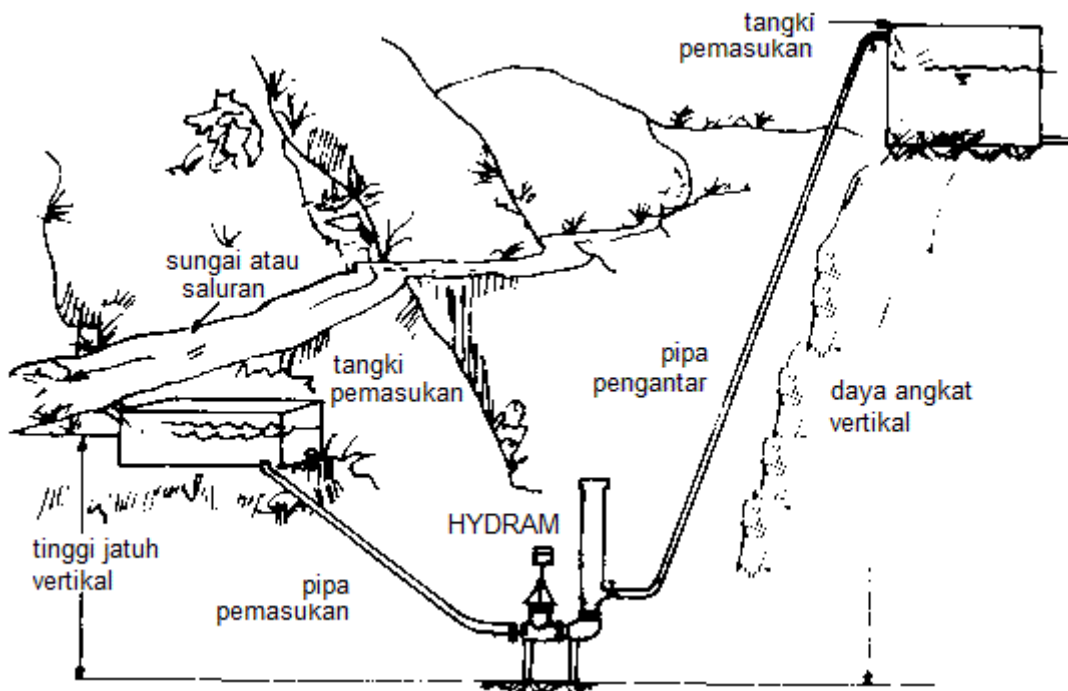 tangki
pemasukan
sungai atau
saluran
tangki
pemasukan
pipa
pengantar
daya angkat
vertikal
HYDRAM
tinggi jatuh
vertikal
pipa
pemasukan